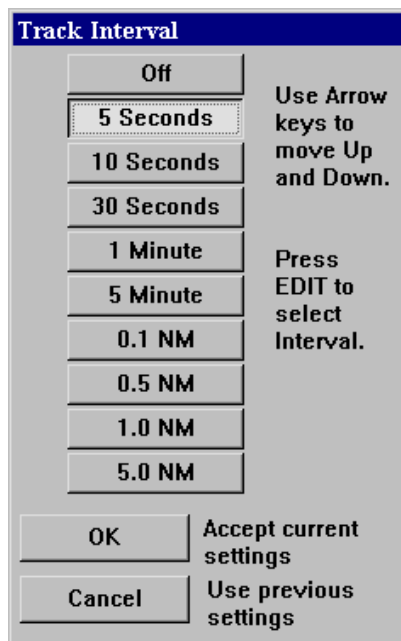 Track Interval
Off
5 Seconds
10 Seconds
30 Seconds
1 Minute
5 Minute
0.1 NM
0.5 NM
1.0 NM
5.0 NM
Use Arrow
keys to
move Up
and Down.
Press
EDIT to
select
Interval.
OK
Accept current
settings
Cancel
Use previous
settings